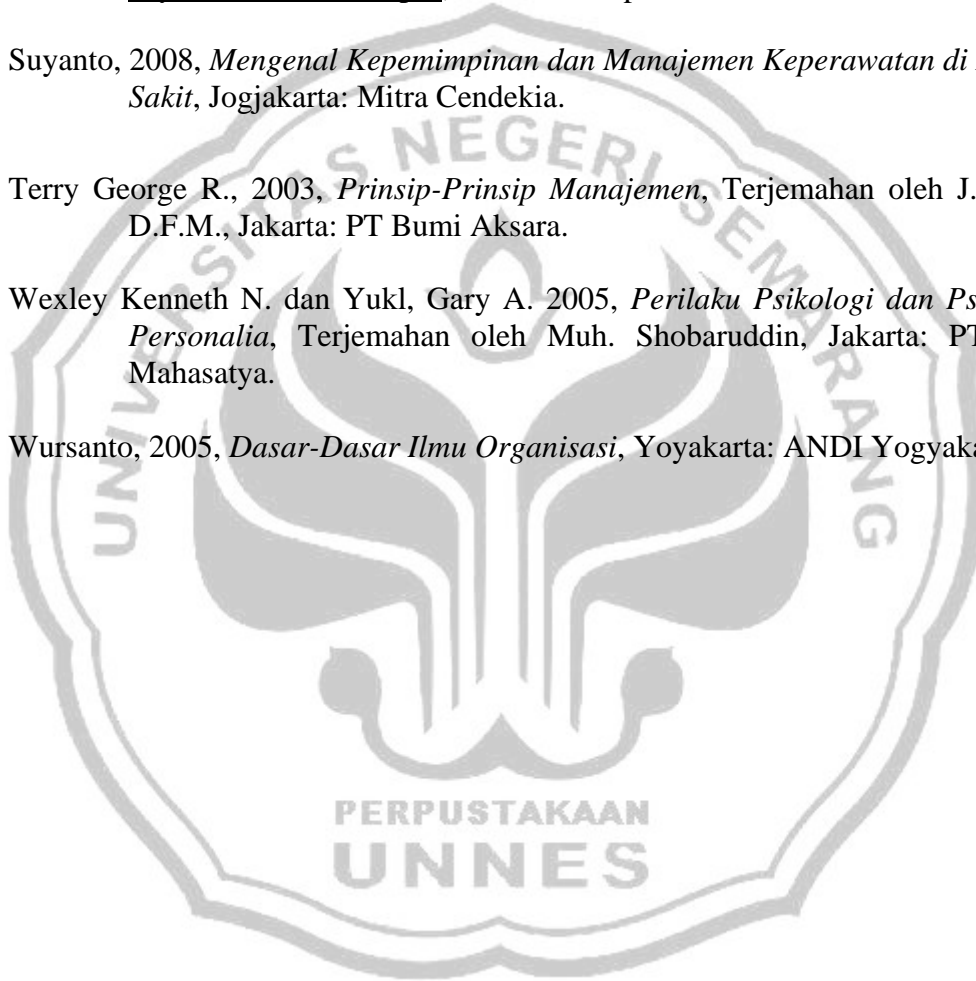 Suyanto, 2008, Mengenal Kepemimpinan dan Manajemen Keperawatan di
Sakit, Jogjakarta: Mitra Cendekia.
Terry George R., 2003, Prinsip-Prinsip Manajemen, Terjemahan oleh J.
D.F.M., Jakarta: PT Bumi Aksara.
Wexley Kenneth N. dan Yukl, Gary A. 2005, Perilaku Psikologi dan
Personalia, Terjemahan oleh Muh. Shobaruddin, Jakarta: PT
Mahasatya.
Wursanto, 2005, Dasar-Dasar Ilmu Organisasi, Yoyakarta: ANDI
UNIVERSITAS NEGERI SEMARANG
PERPUSTAKAAN
UNNES